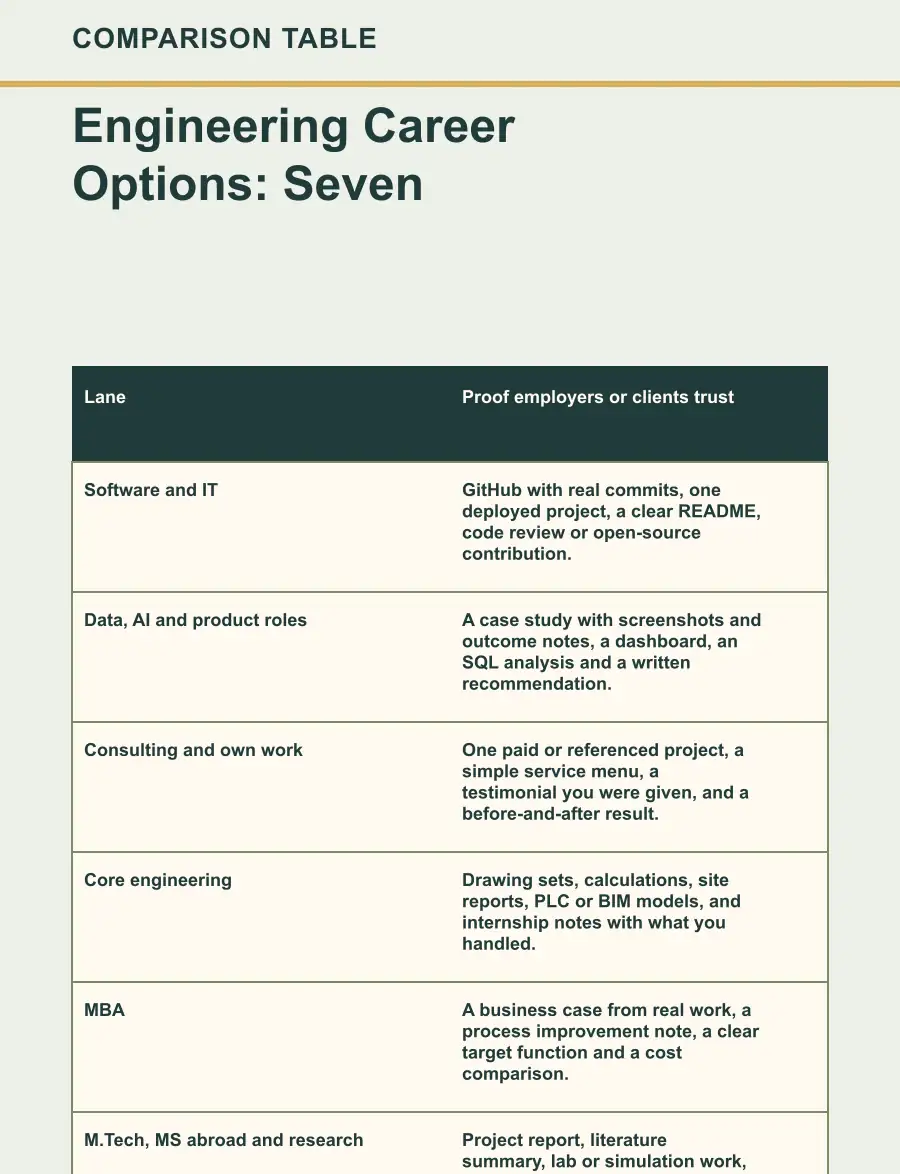 COMPARISON TABLE
Engineering Career
Options: Seven
Lane
Proof employers or clients trust
Software and IT
GitHub with real commits, one
deployed project, a clear README,
code review or open-source
contribution.
Data, AI and product roles
A case study with screenshots and
outcome notes, a dashboard, an
SQL analysis and a written
recommendation.
Consulting and own work
One paid or referenced project, a
simple service menu, a
testimonial you were given, and a
before-and-after result.
Core engineering
Drawing sets, calculations, site
reports, PLC or BIM models, and
internship notes with what you
handled.
MBA
A business case from real work, a
process improvement note, a clear
target function and a cost
comparison.
M.Tech, MS abroad and research
Project report, literature
summary, lab or simulation work,